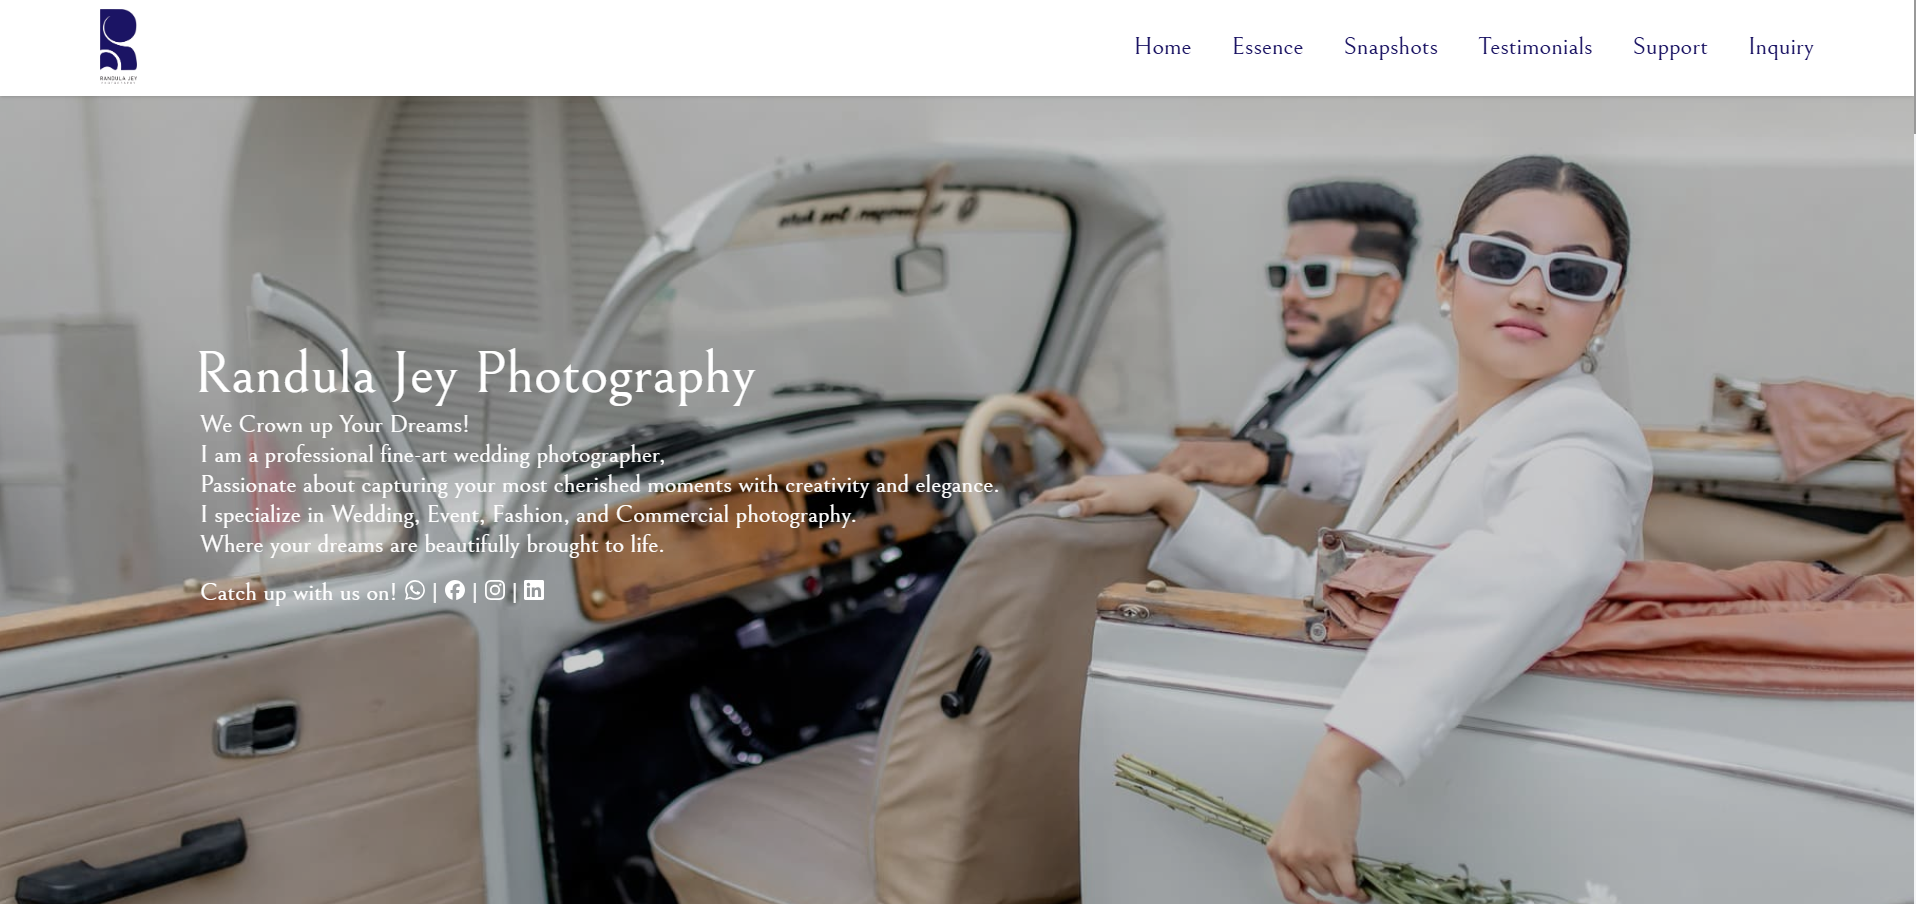 RANDULA JEY
Home Essence Snapshots Testimonials Support Inquiry
Randula Jey Photography
We Crown up Your Dreams!
I am a professional fine-art wedding photographer,
Passionate about capturing your most cherished moments with creativity and elegance.
I specialize in Wedding, Event, Fashion, and Commercial photography.
Where your dreams are beautifully brought to life.
Catch up with us on! | | |